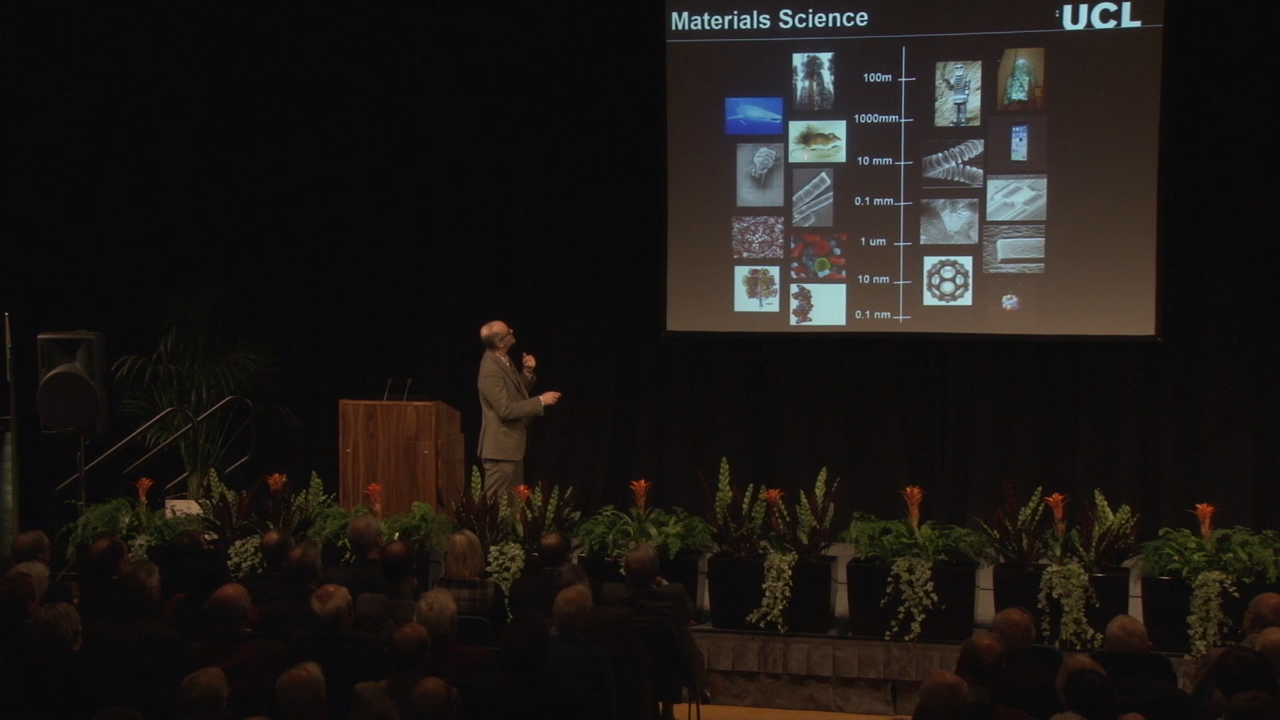 Materials Science
UCL
100m
1000mm
10 mm
0.1 mm
1 um
10 nm
0.1 nm